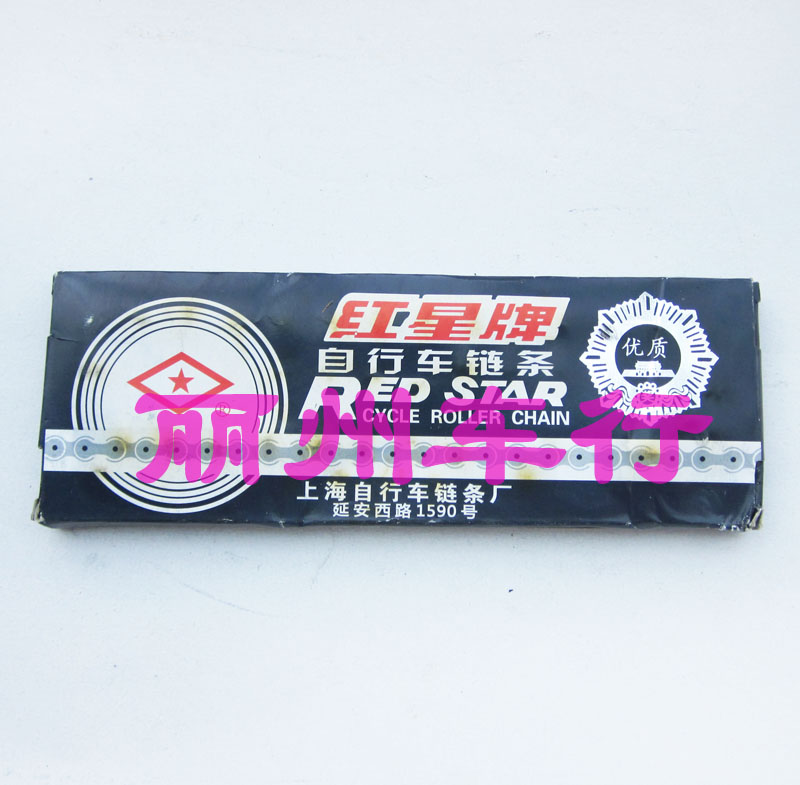 红星牌
自行车链条
RED STAR
CYCLE ROLLER CHAIN
®
优质
丽州车行
上海自行车链条厂
延安西路1590号